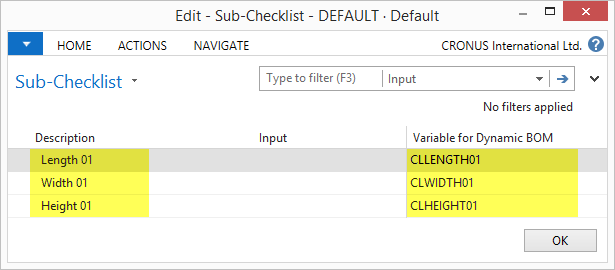 Edit - Sub-Checklist - DEFAULT · Default
HOME ACTIONS NAVIGATE CRONUS International Ltd. ?
Sub-Checklist
Type to filter (F3) Input
No filters applied
Description Input Variable for Dynamic BOM
Length 01 CLLENGTH01
Width 01 CLWIDTH01
Height 01 CLHEIGHT01
OK